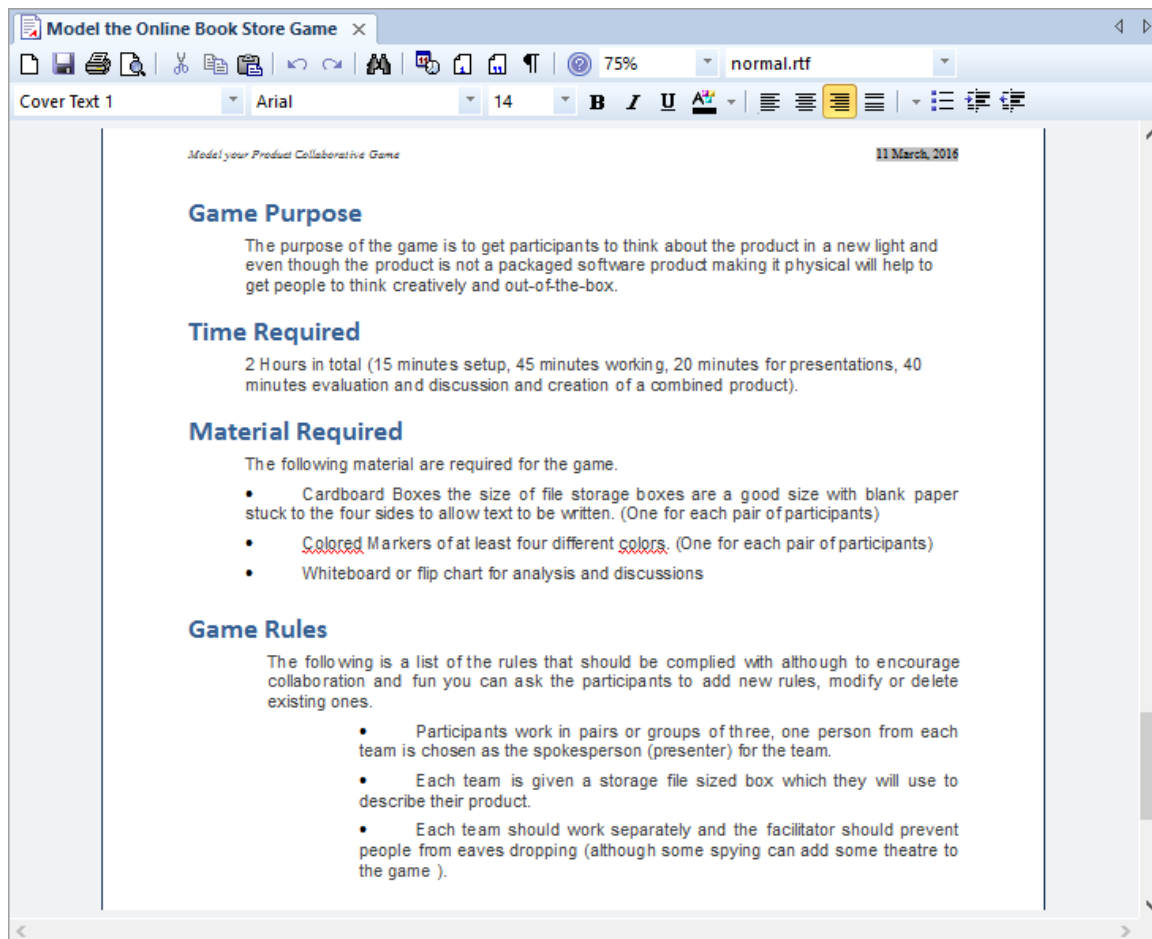 Model the Online Book Store Game
75%
normal.rtf
Cover Text 1
Arial
14
B I U A
Model your Product Collaborative Game
11 March, 2016
Game Purpose
The purpose of the game is to get participants to think about the product in a new light and
even though the product is not a packaged software product making it physical will help to
get people to think creatively and out-of-the-box.
Time Required
2 Hours in total (15 minutes setup, 45 minutes working, 20 minutes for presentations, 40
minutes evaluation and discussion and creation of a combined product).
Material Required
The following material are required for the game.
• Cardboard Boxes the size of file storage boxes are a good size with blank paper
stuck to the four sides to allow text to be written. (One for each pair of participants)
• Colored Markers of at least four different colors. (One for each pair of participants)
• Whiteboard or flip chart for analysis and discussions
Game Rules
The following is a list of the rules that should be complied with although to encourage
collaboration and fun you can ask the participants to add new rules, modify or delete
existing ones.
• Participants work in pairs or groups of three, one person from each
team is chosen as the spokesperson (presenter) for the team.
• Each team is given a storage file sized box which they will use to
describe their product.
• Each team should work separately and the facilitator should prevent
people from eaves dropping (although some spying can add some theatre to
the game ).